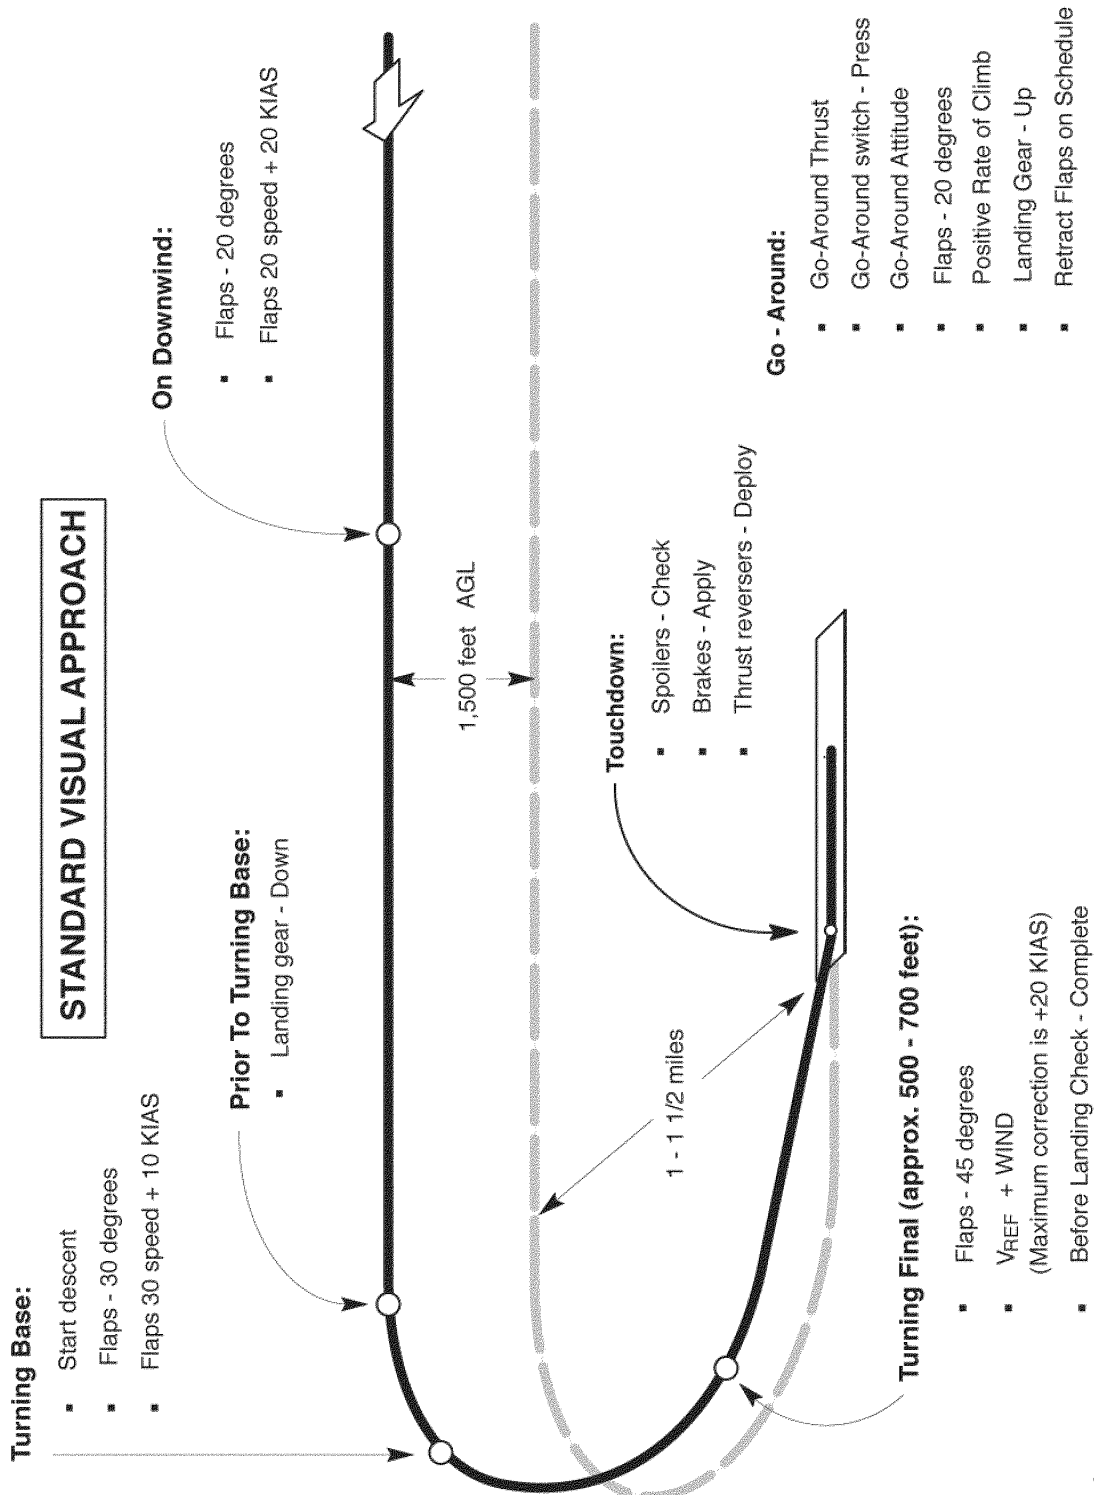 STANDARD VISUAL APPROACH
Turning Base:
▪ Start descent
▪ Flaps - 30 degrees
▪ Flaps 30 speed + 10 KIAS
Prior To Turning Base:
▪ Landing gear - Down
On Downwind:
▪ Flaps - 20 degrees
▪ Flaps 20 speed + 20 KIAS
1,500 feet AGL
1 - 1 1/2 miles
Touchdown:
▪ Spoilers - Check
▪ Brakes - Apply
▪ Thrust reversers - Deploy
Turning Final (approx. 500 - 700 feet):
▪ Flaps - 45 degrees
▪ VREF + WIND
(Maximum correction is +20 KIAS)
▪ Before Landing Check - Complete
Go - Around:
▪ Go-Around Thrust
▪ Go-Around switch - Press
▪ Go-Around Attitude
▪ Flaps - 20 degrees
▪ Positive Rate of Climb
▪ Landing Gear - Up
▪ Retract Flaps on Schedule